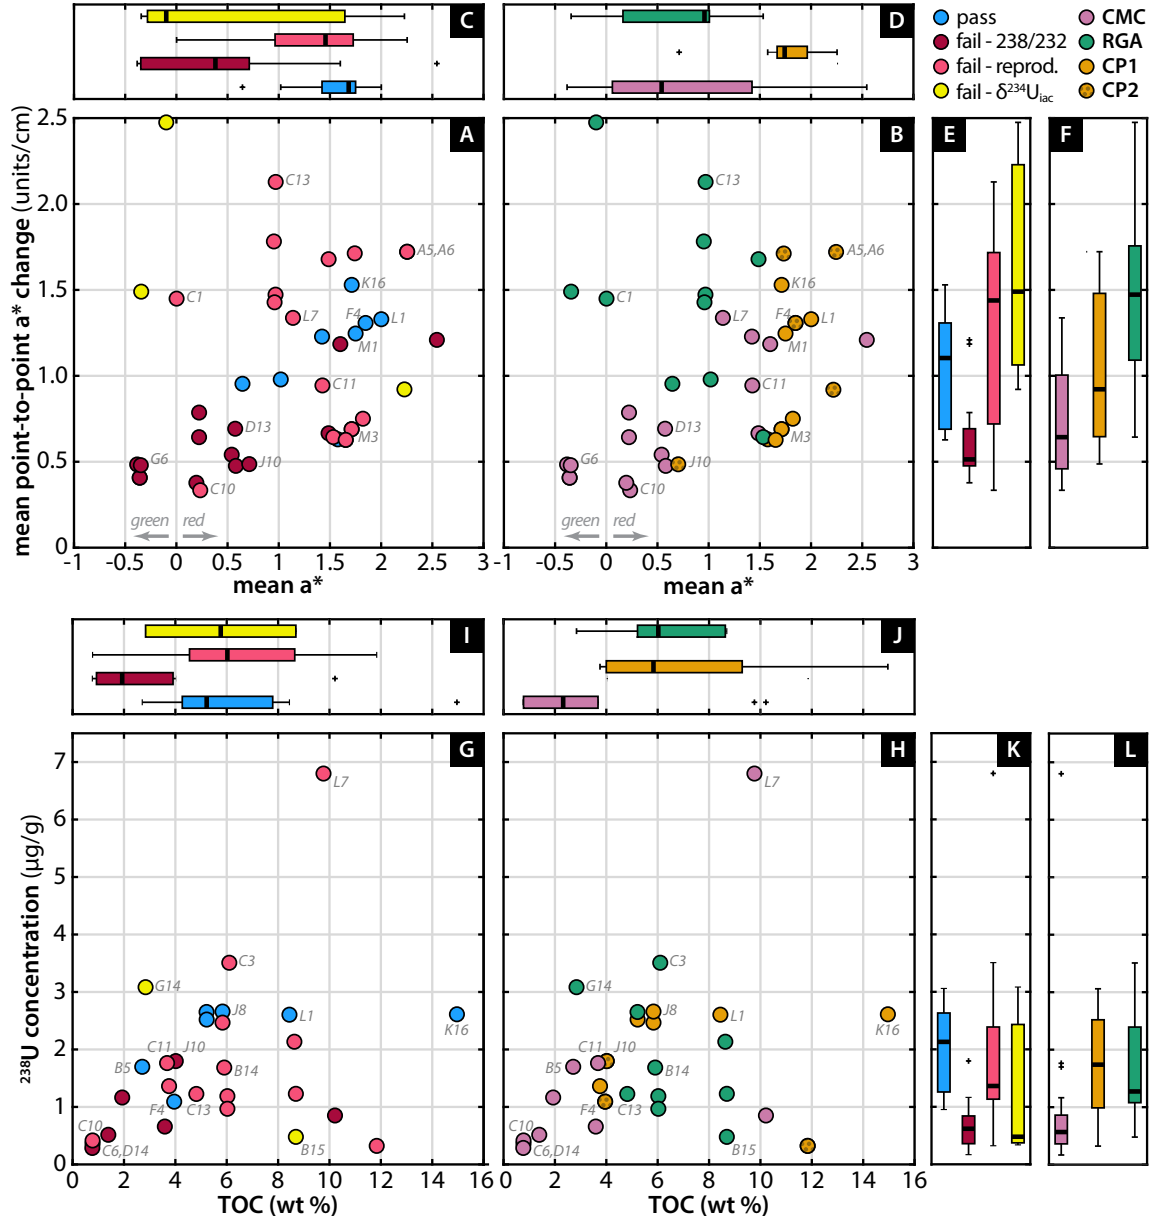 C
D
pass
fail - 238/232
fail - reprod.
fail - δ²³⁴Uiac
CMC
RGA
CP1
CP2
mean point-to-point a* change (units/cm)
2.5
2.0
1.5
1.0
0.5
0
A
C13
A5,A6
K16
C1
L7
F4
L1
M1
C11
D13
M3
G6
J10
C10
green
red
-0.5 0 0.5 1 1.5 2 2.5 3
-1
mean a*
B
C13
A5,A6
K16
C1
L7
F4
L1
M1
C11
D13
M3
G6
J10
C10
green
red
-1 -0.5 0 0.5 1 1.5 2 2.5 3
mean a*
E
F
I
J
²³⁸U concentration (µg/g)
7
6
5
4
3
2
1
0
G
L7
C3
G14
J8
L1
K16
C11 J10
B5
B14
F4
C13
C10
C6,D14
B15
0 2 4 6 8 10 12 14 16
TOC (wt %)
H
L7
C3
G14
J8
L1
K16
C11 J10
B5
B14
F4
C13
C10
C6,D14
B15
0 2 4 6 8 10 12 14 16
TOC (wt %)
K
L